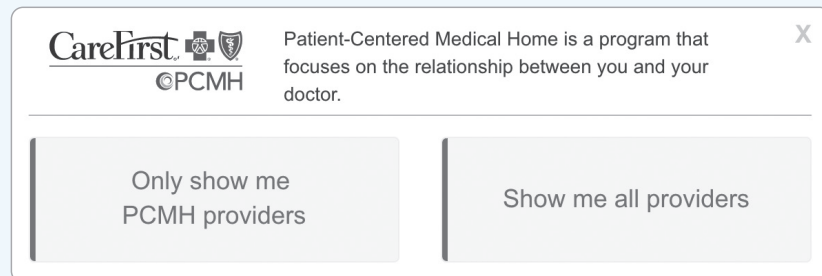 CareFirst
PCMH
Patient-Centered Medical Home is a program that
focuses on the relationship between you and your
doctor.
X
Only show me
PCMH providers
Show me all providers